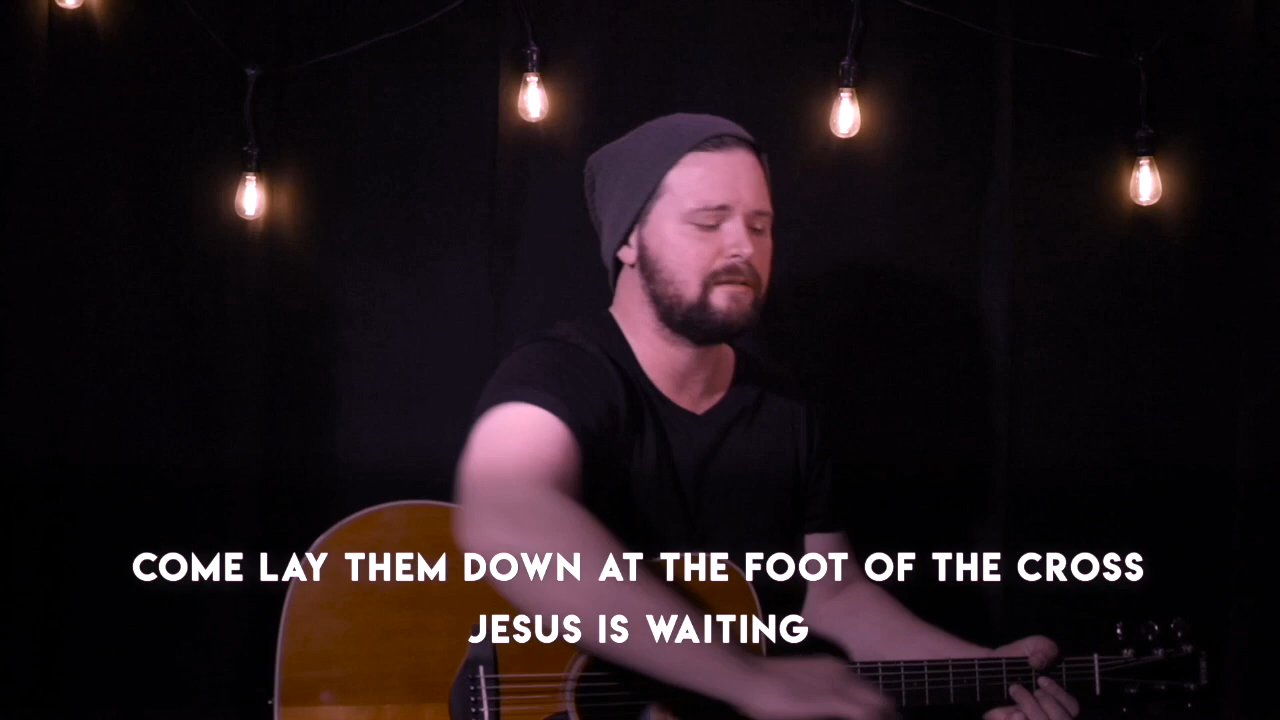 COME LAY THEM DOWN AT THE FOOT OF THE CROSS
JESUS IS WAITING